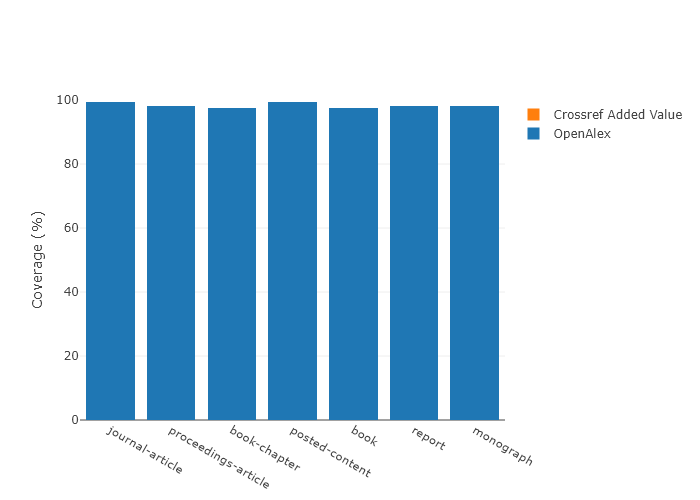 100
80
60
40
20
0
Coverage (%)
journal-article
proceedings-article
book-chapter
posted-content
book
report
monograph
Crossref Added Value
OpenAlex